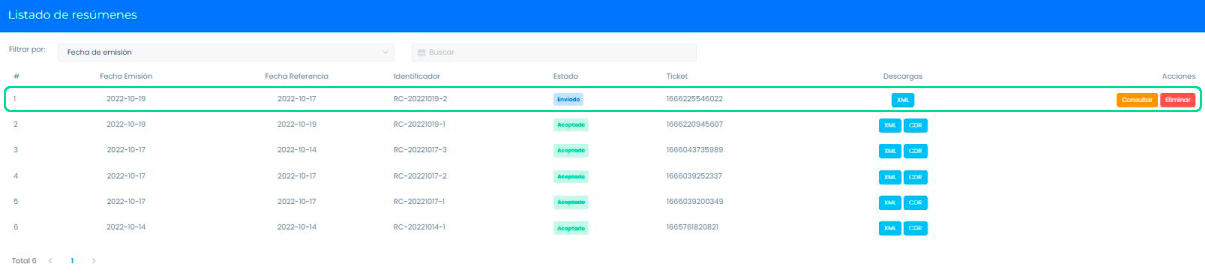 Listado de resúmenes
Filtrar por: Fecha de emisión Buscar
# Fecha Emisión Fecha Referencia Identificador Estado Ticket Descargas Acciones
1 2022-10-19 2022-10-17 RC-20221019-2 Enviado 1666225546022 XML Consultar Eliminar
2 2022-10-19 2022-10-19 RC-20221019-1 Aceptado 1666220945607 XML CDR
3 2022-10-17 2022-10-14 RC-20221017-3 Aceptado 1666043735989 XML CDR
4 2022-10-17 2022-10-17 RC-20221017-2 Aceptado 1666039252337 XML CDR
5 2022-10-17 2022-10-17 RC-20221017-1 Aceptado 1666039200349 XML CDR
6 2022-10-14 2022-10-14 RC-20221014-1 Aceptado 1665761820821 XML CDR
Total 6 < 1 >